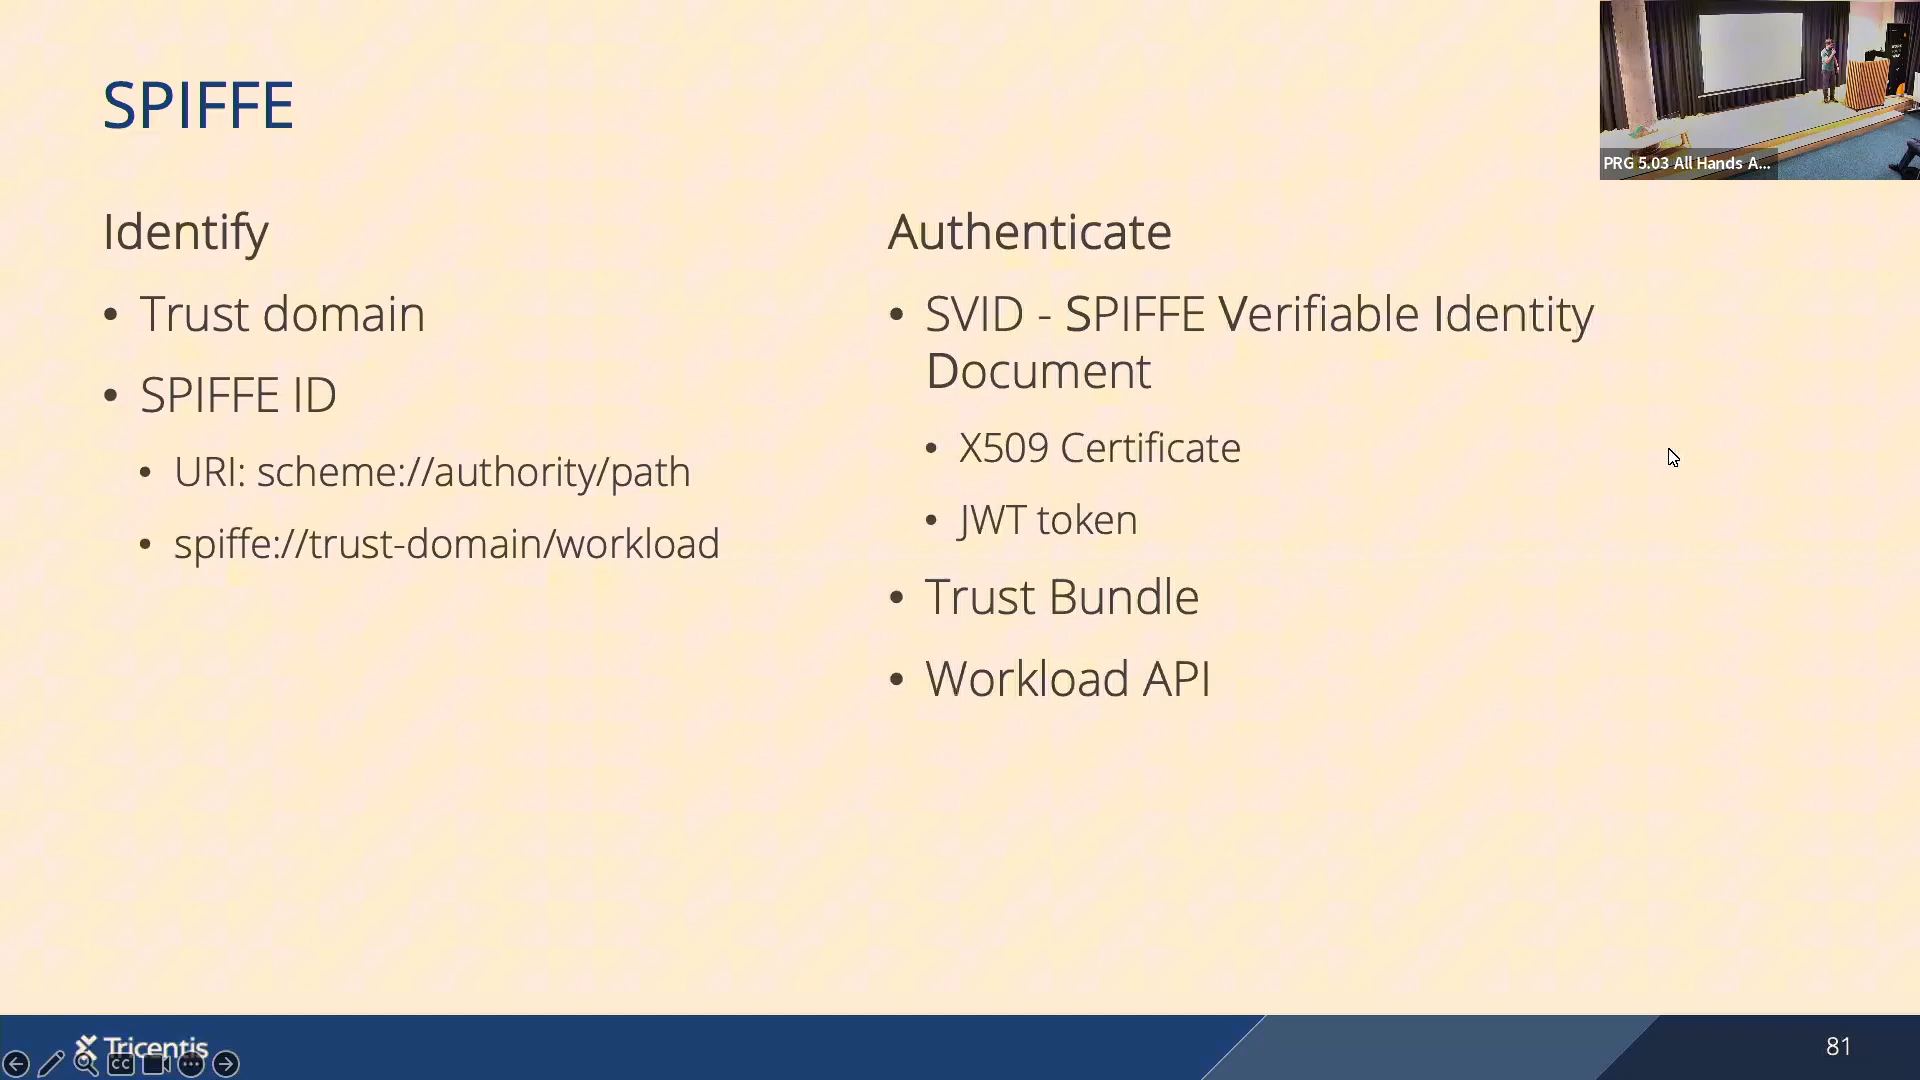 SPIFFE
PRG 5.03 All Hands A...
Identify
• Trust domain
• SPIFFE ID
• URI: scheme://authority/path
• spiffe://trust-domain/workload
Authenticate
• SVID - SPIFFE Verifiable Identity
Document
• X509 Certificate
• JWT token
• Trust Bundle
• Workload API
Tricentis
CC
81